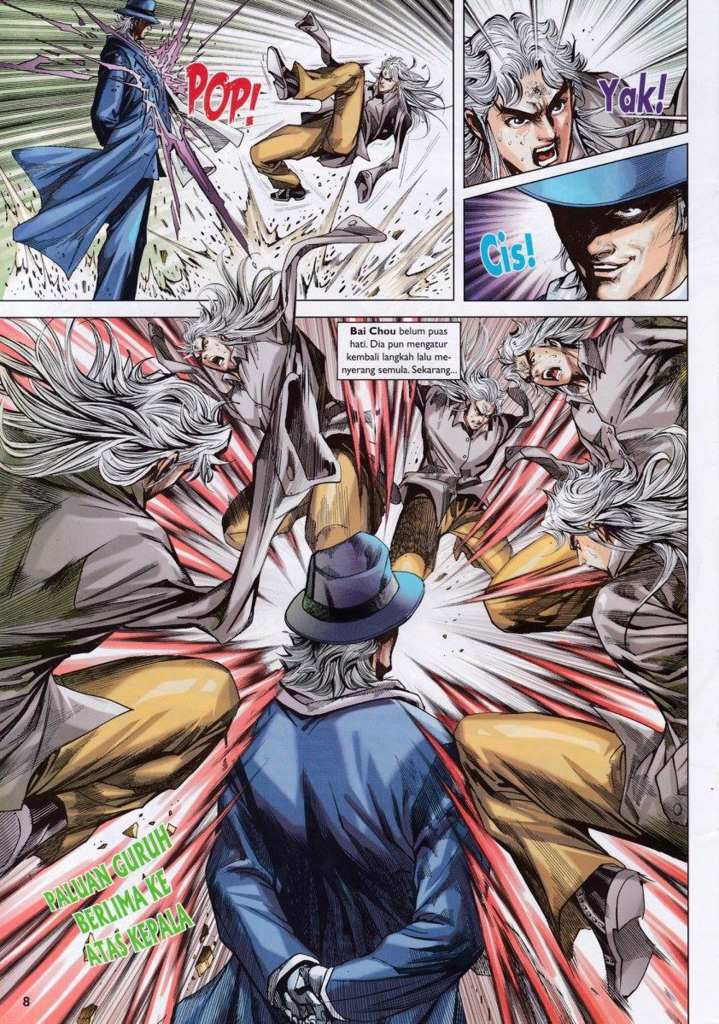 POP!
Yak!
Cis!
Bai Chou belum puas
hati. Dia pun mengatur
kembali langkah lalu me-
nyerang semula. Sekarang...
PALUAN GURUH
BERLIMA KE
ATAS KEPALA
8